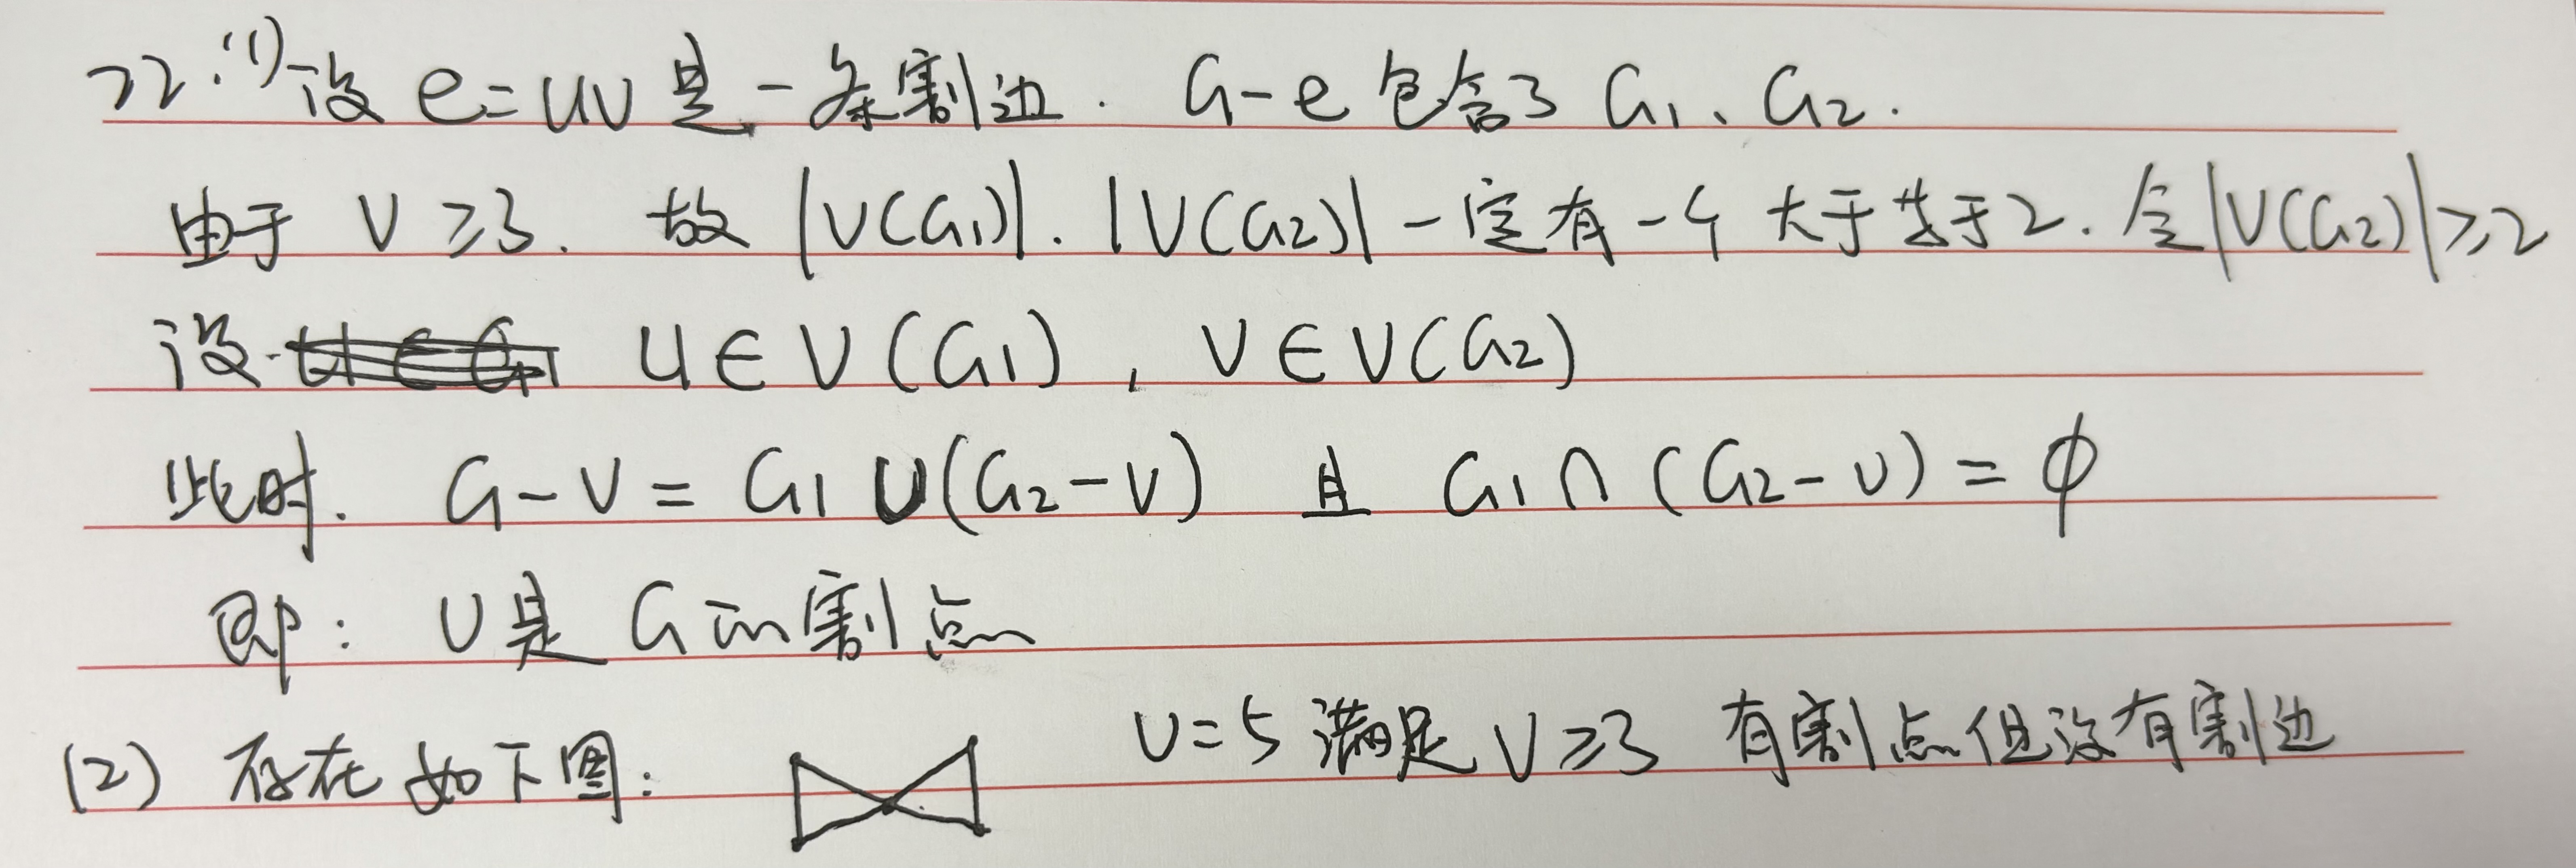 22.(1) 设 e=uv 是一条割边. G-e 包含了 G1、G2.
由于 V≥3. 故 |V(G1)|. |V(G2)| 一定有一个大于等于2. 令|V(G2)|≥2
设 u∈V(G1), v∈V(G2)
此时. G-v = G1∪(G2-v) 且 G1∩(G2-v)=φ
即: v是G的割点
(2) 存在如下图: v=5 满足 v≥3 有割点但没有割边